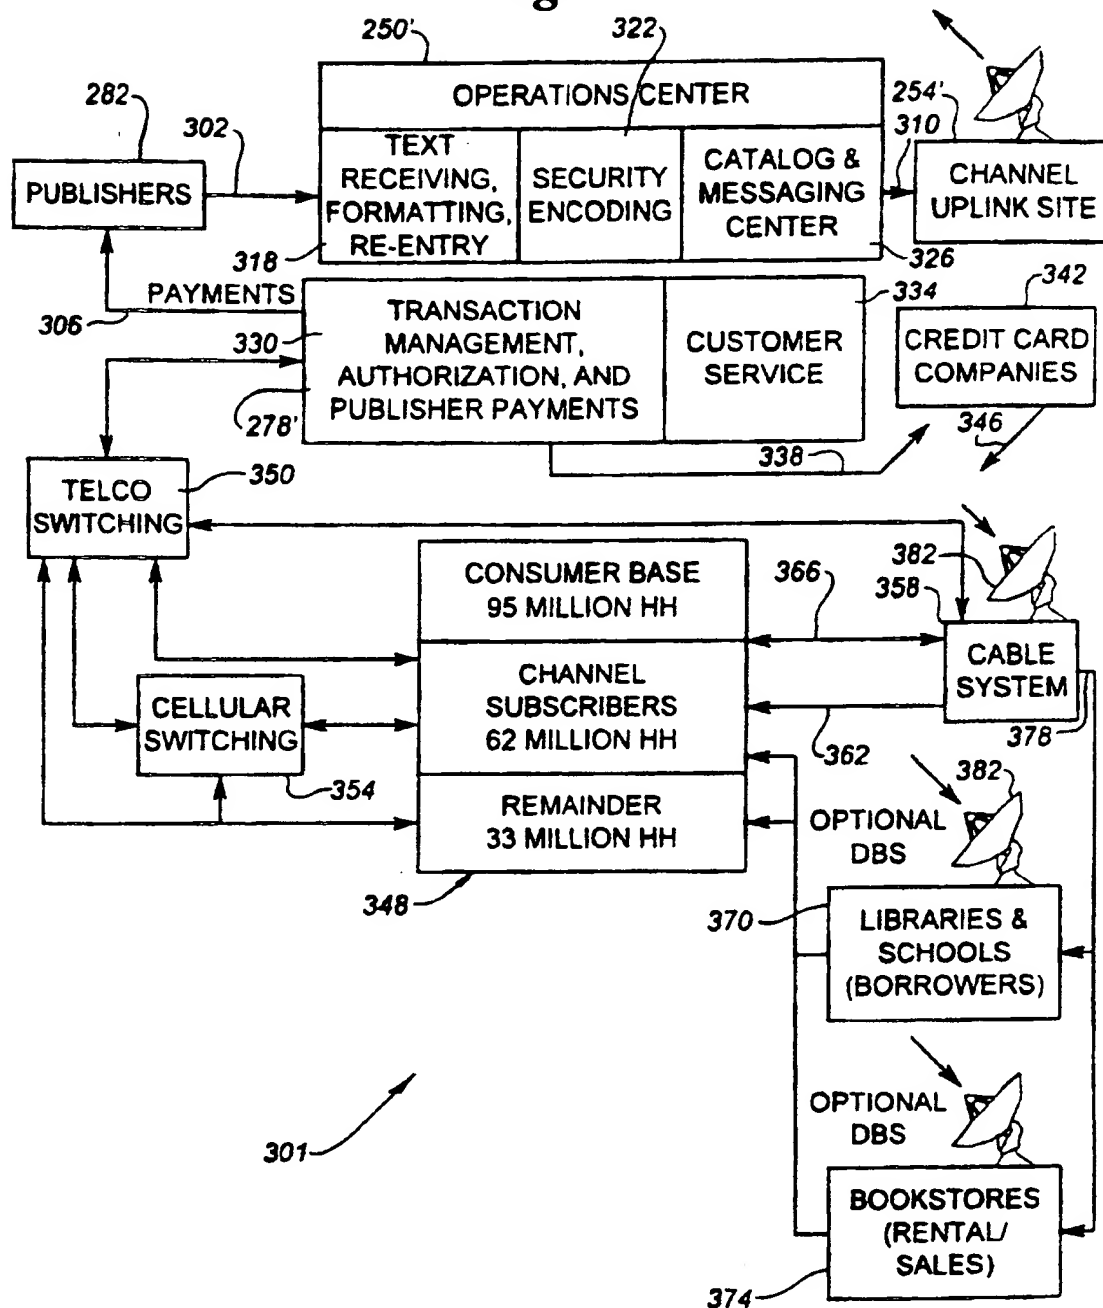 g
250'
322
282
302
OPERATIONS CENTER
254'
310
PUBLISHERS
TEXT
RECEIVING,
FORMATTING,
RE-ENTRY
318
SECURITY
ENCODING
CATALOG &
MESSAGING
CENTER
326
CHANNEL
UPLINK SITE
PAYMENTS
306
330
TRANSACTION
MANAGEMENT,
AUTHORIZATION, AND
PUBLISHER PAYMENTS
278'
334
CUSTOMER
SERVICE
342
CREDIT CARD
COMPANIES
346
338
TELCO
SWITCHING
350
CONSUMER BASE
95 MILLION HH
366
382
358
CHANNEL
SUBSCRIBERS
62 MILLION HH
CABLE
SYSTEM
378
362
CELLULAR
SWITCHING
354
REMAINDER
33 MILLION HH
348
382
OPTIONAL
DBS
370
LIBRARIES &
SCHOOLS
(BORROWERS)
301
OPTIONAL
DBS
BOOKSTORES
(RENTAL/
SALES)
374